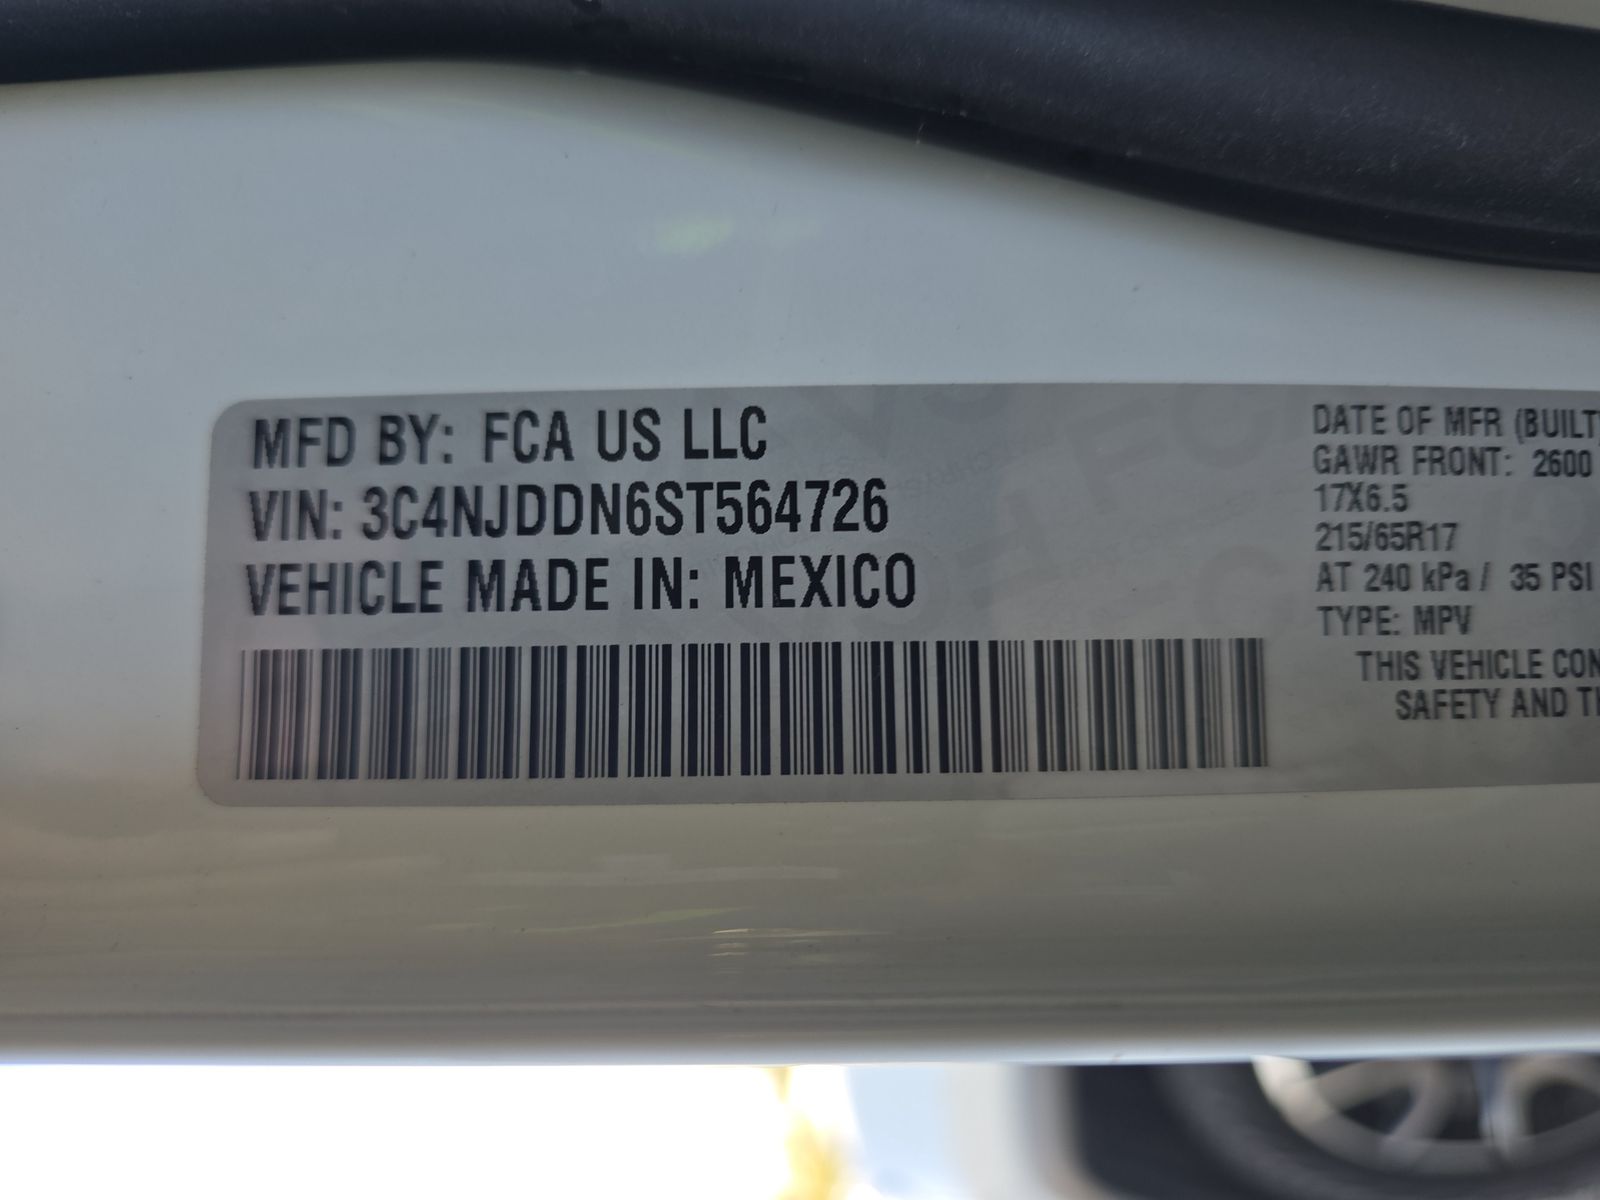 MFD BY: FCA US LLC
VIN: 3C4NJDDN6ST564726
VEHICLE MADE IN: MEXICO
DATE OF MFR (BUILT)
GAWR FRONT: 2600
17X6.5
215/65R17
AT 240 kPa / 35 PSI
TYPE: MPV
THIS VEHICLE CON
SAFETY AND TH